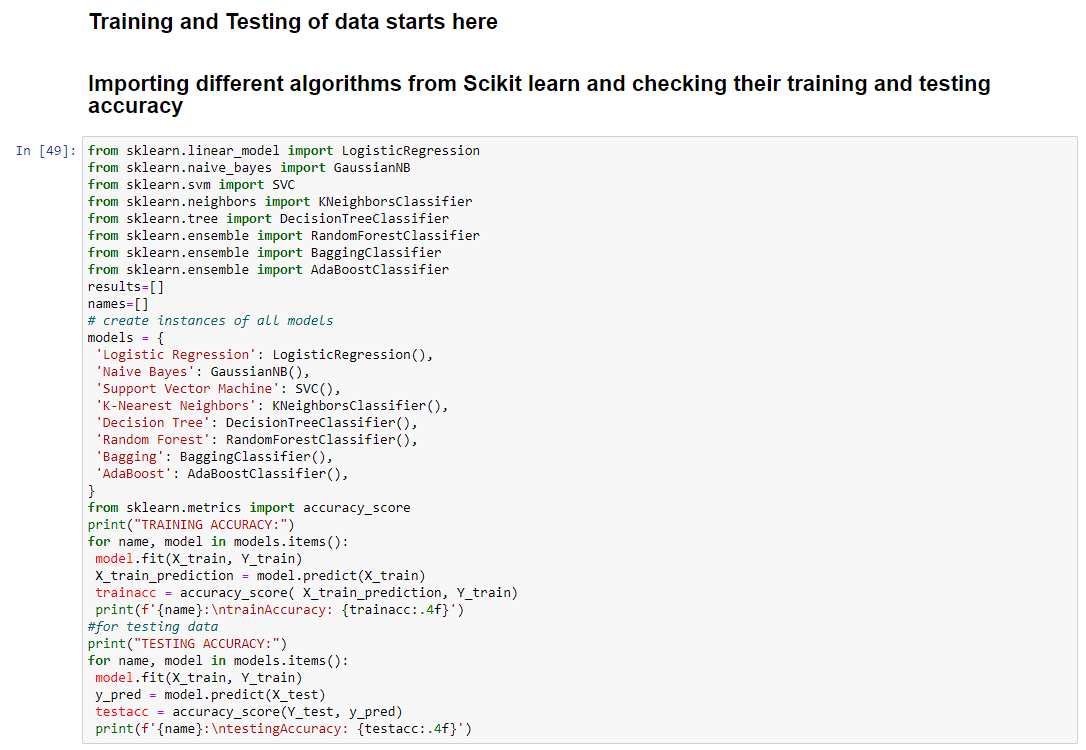 Training and Testing of data starts here
Importing different algorithms from Scikit learn and checking their training and testing
accuracy
In [49]:
from sklearn.linear_model import LogisticRegression
from sklearn.naive_bayes import GaussianNB
from sklearn.svm import SVC
from sklearn.neighbors import KNeighborsClassifier
from sklearn.tree import DecisionTreeClassifier
from sklearn.ensemble import RandomForestClassifier
from sklearn.ensemble import BaggingClassifier
from sklearn.ensemble import AdaBoostClassifier
results=[]
names=[]
# create instances of all models
models = {
 'Logistic Regression': LogisticRegression(),
 'Naive Bayes': GaussianNB(),
 'Support Vector Machine': SVC(),
 'K-Nearest Neighbors': KNeighborsClassifier(),
 'Decision Tree': DecisionTreeClassifier(),
 'Random Forest': RandomForestClassifier(),
 'Bagging': BaggingClassifier(),
 'AdaBoost': AdaBoostClassifier(),
}
from sklearn.metrics import accuracy_score
print("TRAINING ACCURACY:")
for name, model in models.items():
 model.fit(X_train, Y_train)
 X_train_prediction = model.predict(X_train)
 trainacc = accuracy_score( X_train_prediction, Y_train)
 print(f'{name}:\ntrainAccuracy: {trainacc:.4f}')
#for testing data
print("TESTING ACCURACY:")
for name, model in models.items():
 model.fit(X_train, Y_train)
 y_pred = model.predict(X_test)
 testacc = accuracy_score(Y_test, y_pred)
 print(f'{name}:\ntestingAccuracy: {testacc:.4f}')